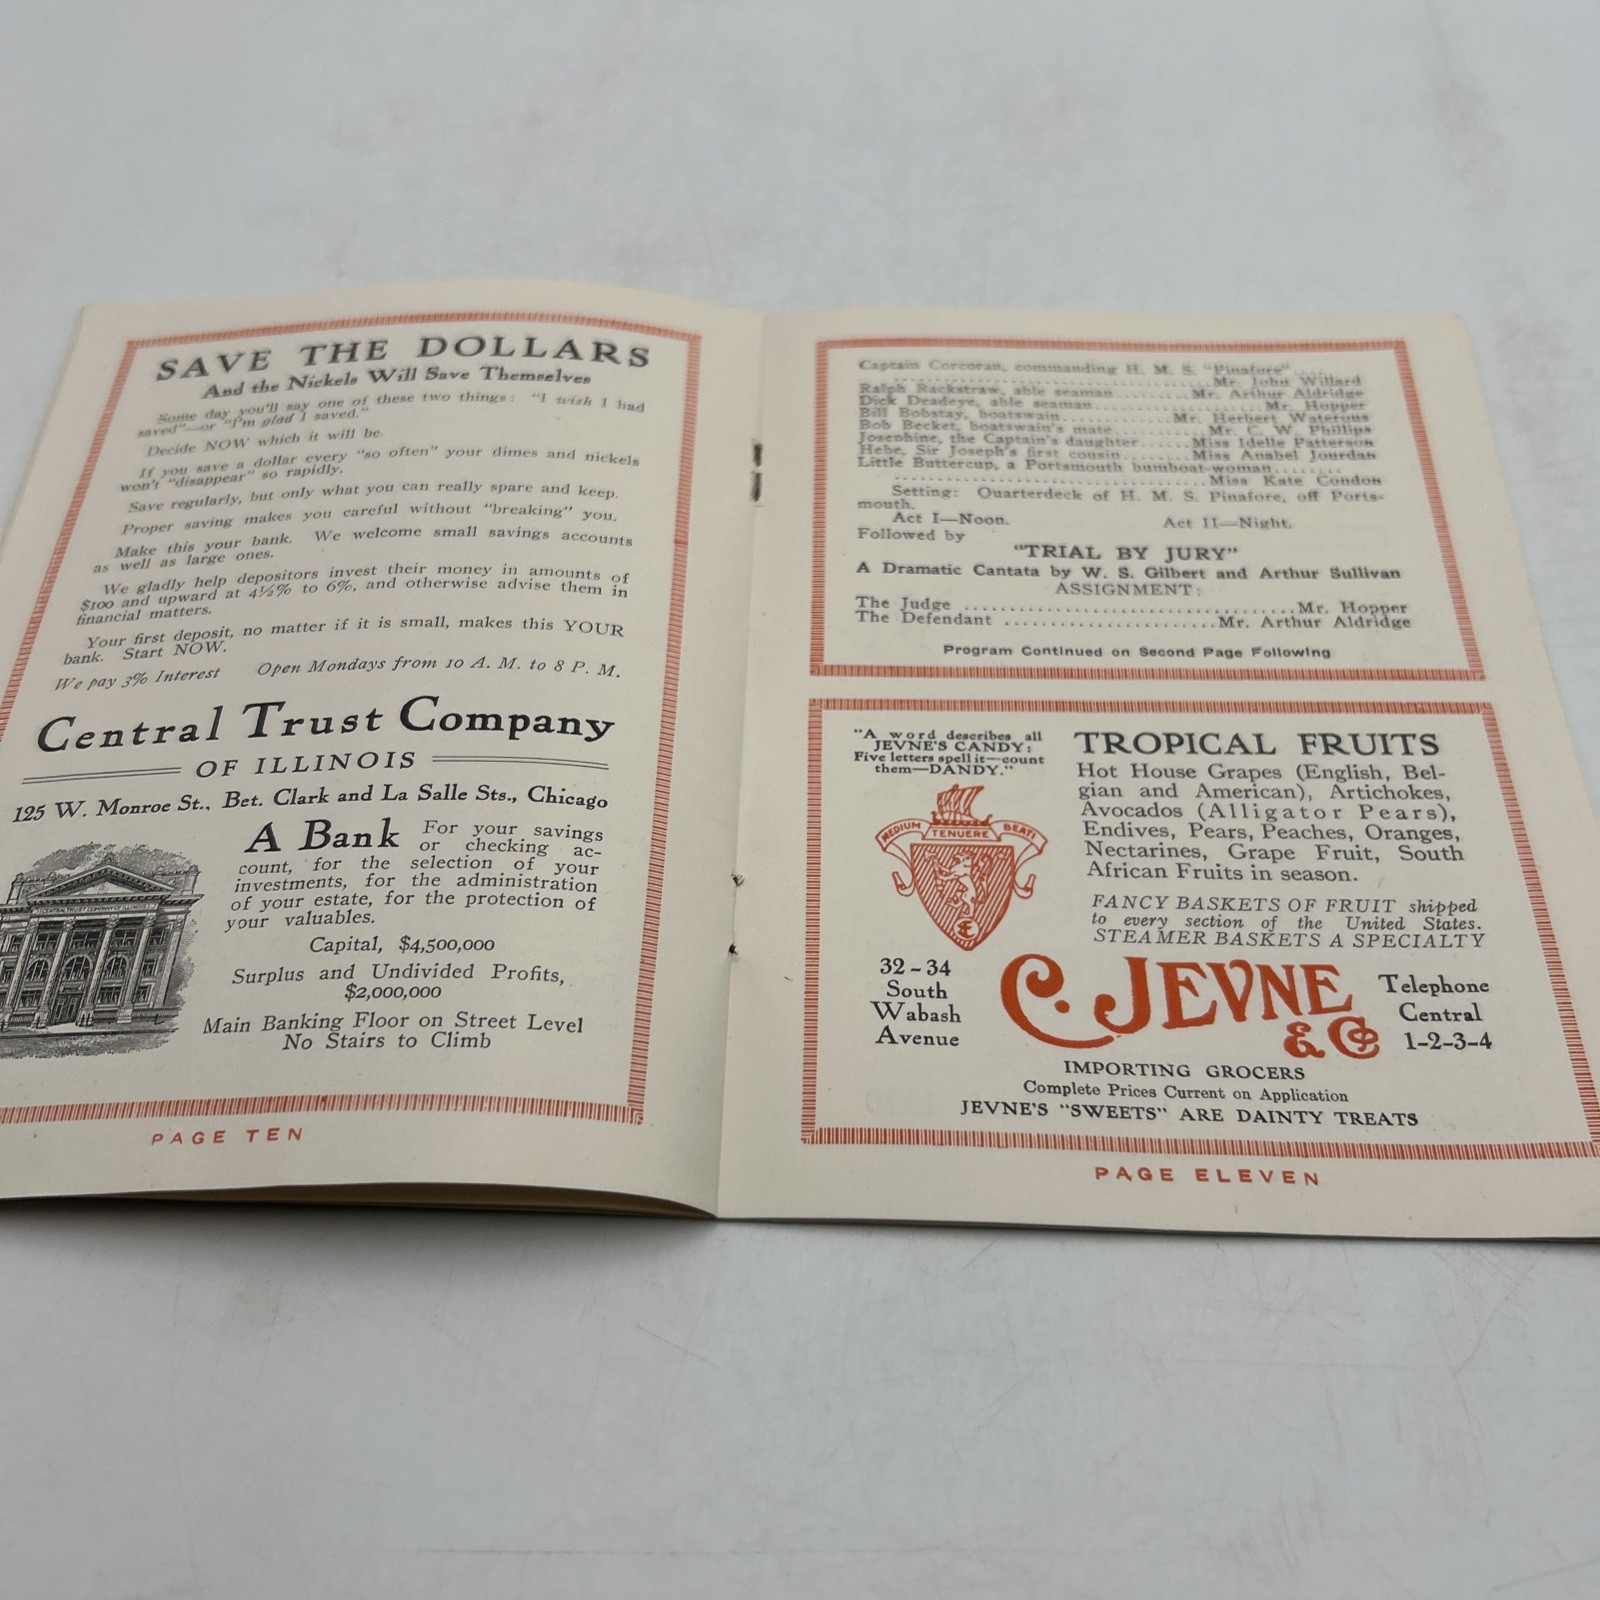 SAVE THE DOLLARS
And the Nickels Will Save Themselves
Some day you'll say one of these two things: "I wish I had
saved"—or "I'm glad I saved."
Decide NOW which it will be.
If you save a dollar every "so often" your dimes and nickels
won't "disappear" so rapidly.
Save regularly, but only what you can really spare and keep.
Proper saving makes you careful without "breaking" you.
Make this your bank. We welcome small savings accounts
as well as large ones.
We gladly help depositors invest their money in amounts of
$100 and upward at 4½% to 6%, and otherwise advise them in
financial matters.
Your first deposit, no matter if it is small, makes this YOUR
bank. Start NOW.
We pay 3% Interest Open Mondays from 10 A. M. to 8 P. M.
Central Trust Company
OF ILLINOIS
125 W. Monroe St., Bet. Clark and La Salle Sts., Chicago
A Bank For your savings
or checking ac-
count, for the selection of your
investments, for the administration
of your estate, for the protection of
your valuables.
Capital, $4,500,000
Surplus and Undivided Profits,
$2,000,000
Main Banking Floor on Street Level
No Stairs to Climb
CENTRAL TRUST COMPANY OF ILLINOIS
PAGE TEN
Captain Corcoran, commanding H. M. S. "Pinafore"....
....................................Mr. John Willard
Ralph Rackstraw, able seaman.........Mr. Arthur Aldridge
Dick Deadeye, able seaman...................Mr. Hopper
Bill Bobstay, boatswain............Mr. Herbert Waterous
Bob Becket, boatswain's mate..........Mr. C. W. Phillips
Josephine, the Captain's daughter......Miss Idelle Patterson
Hebe, Sir Joseph's first cousin........Miss Anabel Jourdan
Little Buttercup, a Portsmouth bumboat-woman........
....................................Miss Kate Condon
Setting: Quarterdeck of H. M. S. Pinafore, off Ports-
mouth.
Act I—Noon. Act II—Night.
Followed by
"TRIAL BY JURY"
A Dramatic Cantata by W. S. Gilbert and Arthur Sullivan
ASSIGNMENT:
The Judge ....................................Mr. Hopper
The Defendant .......................Mr. Arthur Aldridge
Program Continued on Second Page Following
"A word describes all
JEVNE'S CANDY;
Five letters spell it—count
them—DANDY."
MEDIUM TENUERE BEATI
TROPICAL FRUITS
Hot House Grapes (English, Bel-
gian and American), Artichokes,
Avocados (Alligator Pears),
Endives, Pears, Peaches, Oranges,
Nectarines, Grape Fruit, South
African Fruits in season.
FANCY BASKETS OF FRUIT shipped
to every section of the United States.
STEAMER BASKETS A SPECIALTY
32-34
South
Wabash
Avenue
C. JEVNE
& Co
Telephone
Central
1-2-3-4
IMPORTING GROCERS
Complete Prices Current on Application
JEVNE'S "SWEETS" ARE DAINTY TREATS
PAGE ELEVEN